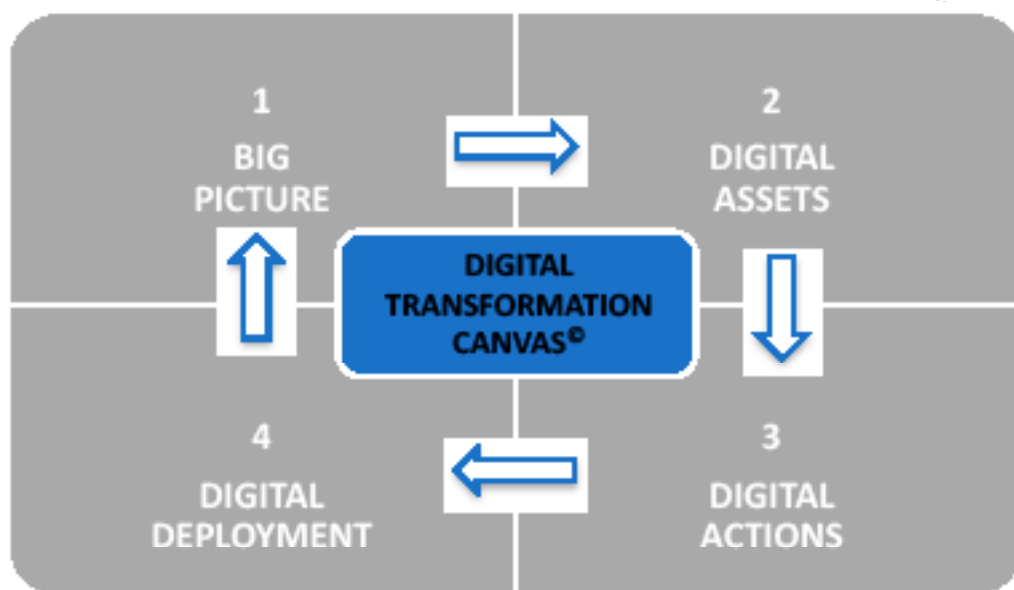 1
BIG
PICTURE
2
DIGITAL
ASSETS
DIGITAL
TRANSFORMATION
CANVAS©
4
DIGITAL
DEPLOYMENT
3
DIGITAL
ACTIONS